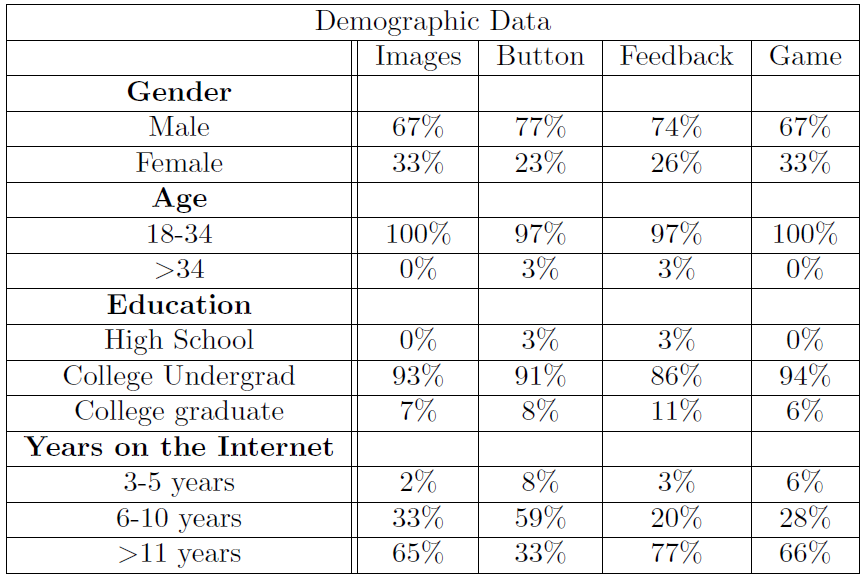 Demographic Data
Images Button Feedback Game
Gender
Male 67% 77% 74% 67%
Female 33% 23% 26% 33%
Age
18-34 100% 97% 97% 100%
>34 0% 3% 3% 0%
Education
High School 0% 3% 3% 0%
College Undergrad 93% 91% 86% 94%
College graduate 7% 8% 11% 6%
Years on the Internet
3-5 years 2% 8% 3% 6%
6-10 years 33% 59% 20% 28%
>11 years 65% 33% 77% 66%